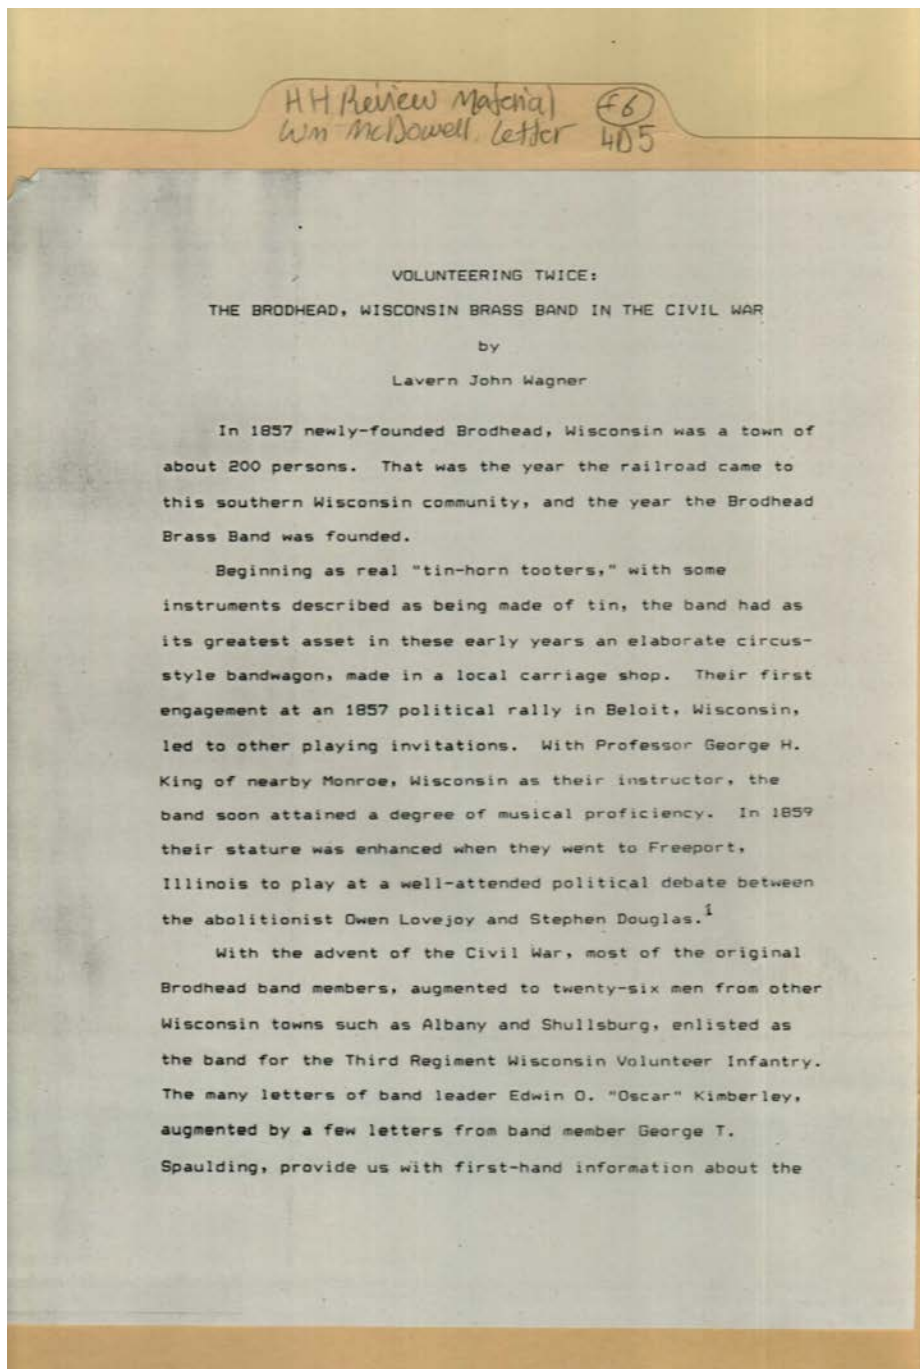 HH Review Material F6
Wm McDowell Letter 4D5
VOLUNTEERING TWICE:
THE BRODHEAD, WISCONSIN BRASS BAND IN THE CIVIL WAR
by
Lavern John Wagner
In 1857 newly-founded Brodhead, Wisconsin was a town of
about 200 persons. That was the year the railroad came to
this southern Wisconsin community, and the year the Brodhead
Brass Band was founded.
Beginning as real "tin-horn tooters," with some
instruments described as being made of tin, the band had as
its greatest asset in these early years an elaborate circus-
style bandwagon, made in a local carriage shop. Their first
engagement at an 1857 political rally in Beloit, Wisconsin,
led to other playing invitations. With Professor George H.
King of nearby Monroe, Wisconsin as their instructor, the
band soon attained a degree of musical proficiency. In 1859
their stature was enhanced when they went to Freeport,
Illinois to play at a well-attended political debate between
the abolitionist Owen Lovejoy and Stephen Douglas.1
With the advent of the Civil War, most of the original
Brodhead band members, augmented to twenty-six men from other
Wisconsin towns such as Albany and Shullsburg, enlisted as
the band for the Third Regiment Wisconsin Volunteer Infantry.
The many letters of band leader Edwin O. "Oscar" Kimberley,
augmented by a few letters from band member George T.
Spaulding, provide us with first-hand information about the